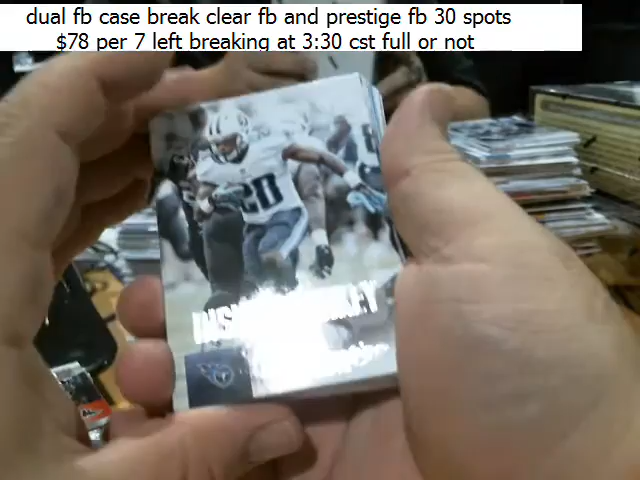 dual fb case break clear fb and prestige fb 30 spots
$78 per 7 left breaking at 3:30 cst full or not
20